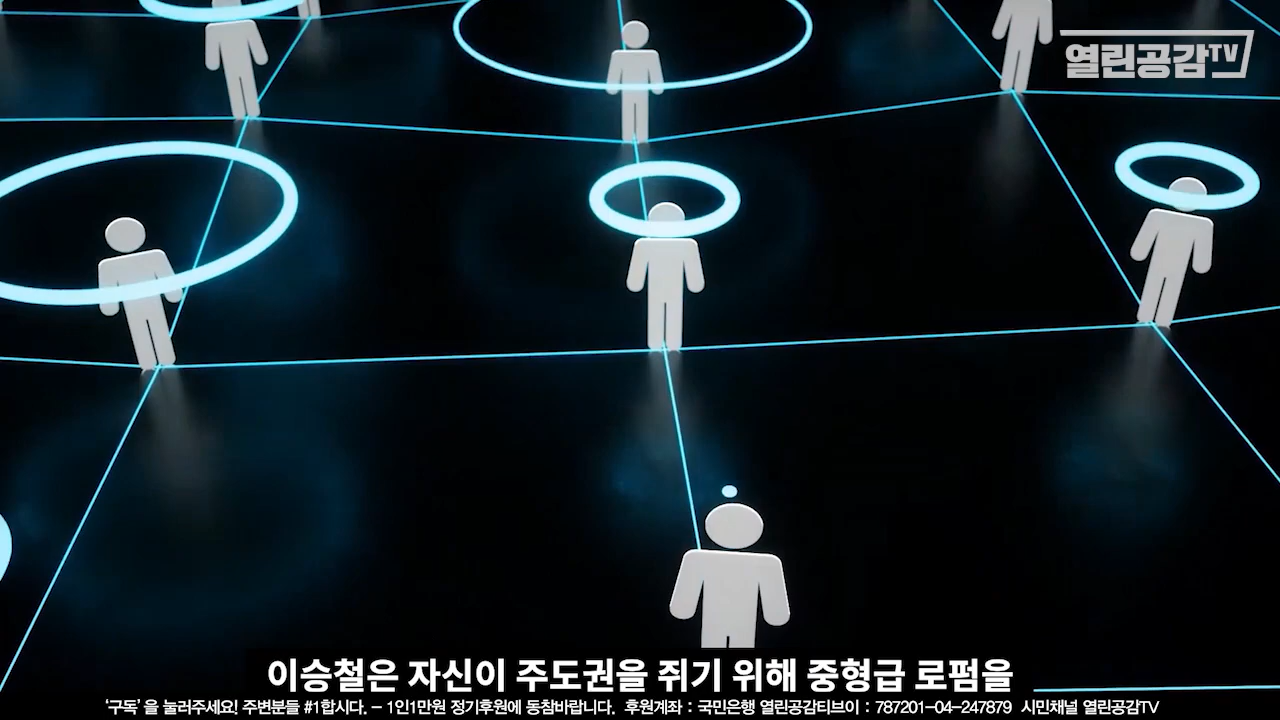 열린공감TV
이승철은 자신이 주도권을 쥐기 위해 중형급 로펌을
'구독'을 눌러주세요! 주변분들 #1합시다. - 1인1만원 정기후원에 동참바랍니다. 후원계좌 : 국민은행 열린공감티브이 : 787201-04-247879 시민채널 열린공감TV